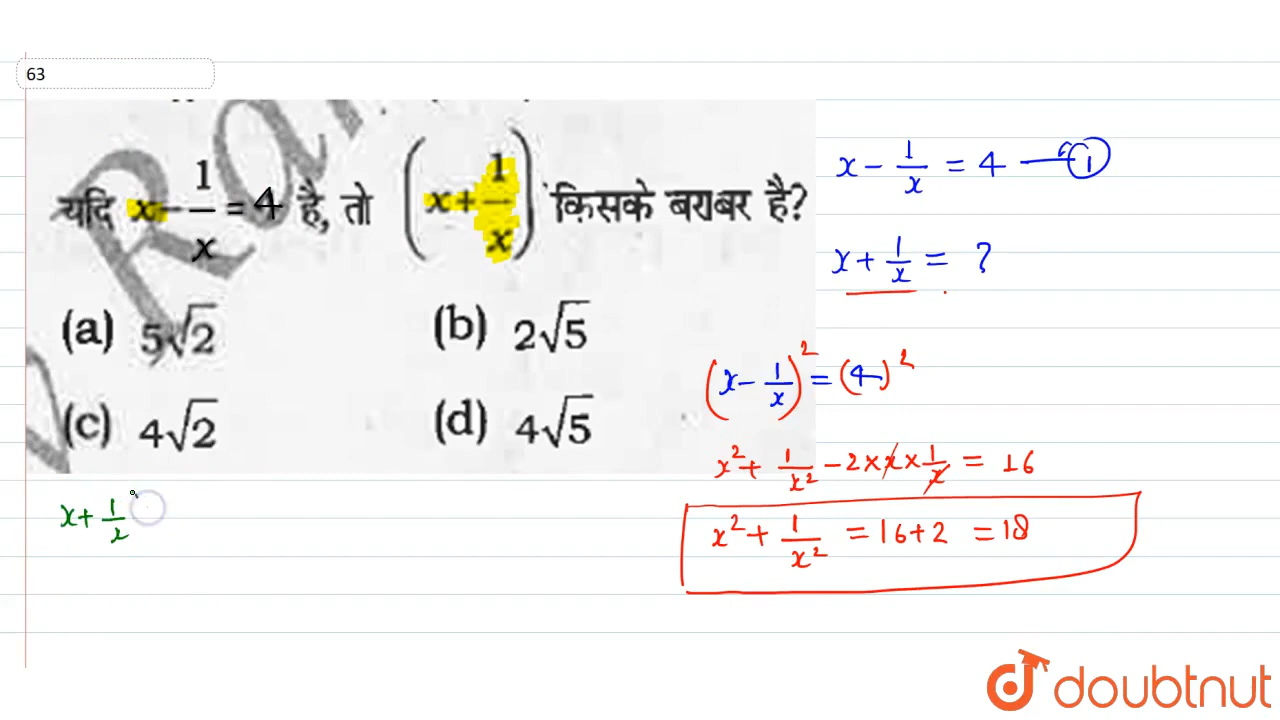 63
यदि x - 1/x = 4 है, तो (x + 1/x) किसके बराबर है?
(a) 5√2 (b) 2√5
(c) 4√2 (d) 4√5
x - 1/x = 4 — ①
x + 1/x = ?
(x - 1/x)² = (4)²
x² + 1/x² - 2 × x × 1/x = 16
x² + 1/x² = 16 + 2 = 18
x + 1/x
doubtnut